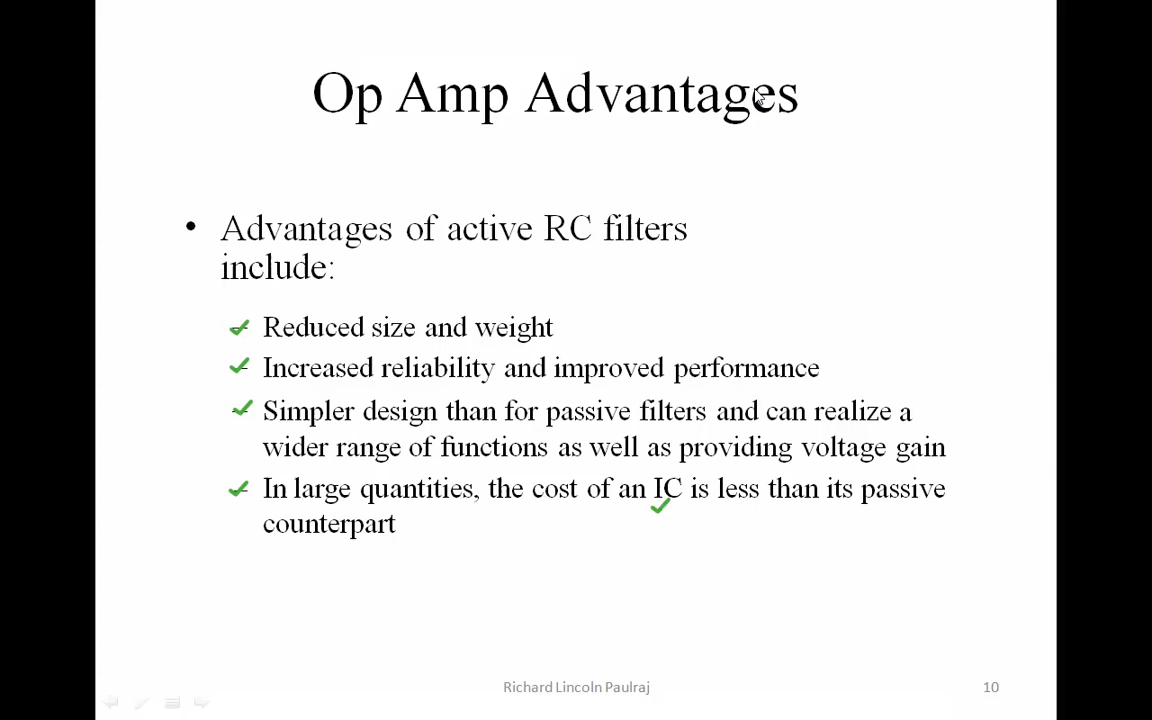 Op Amp Advantages
• Advantages of active RC filters
include:
– Reduced size and weight
– Increased reliability and improved performance
– Simpler design than for passive filters and can realize a
wider range of functions as well as providing voltage gain
– In large quantities, the cost of an IC is less than its passive
counterpart
Richard Lincoln Paulraj
10